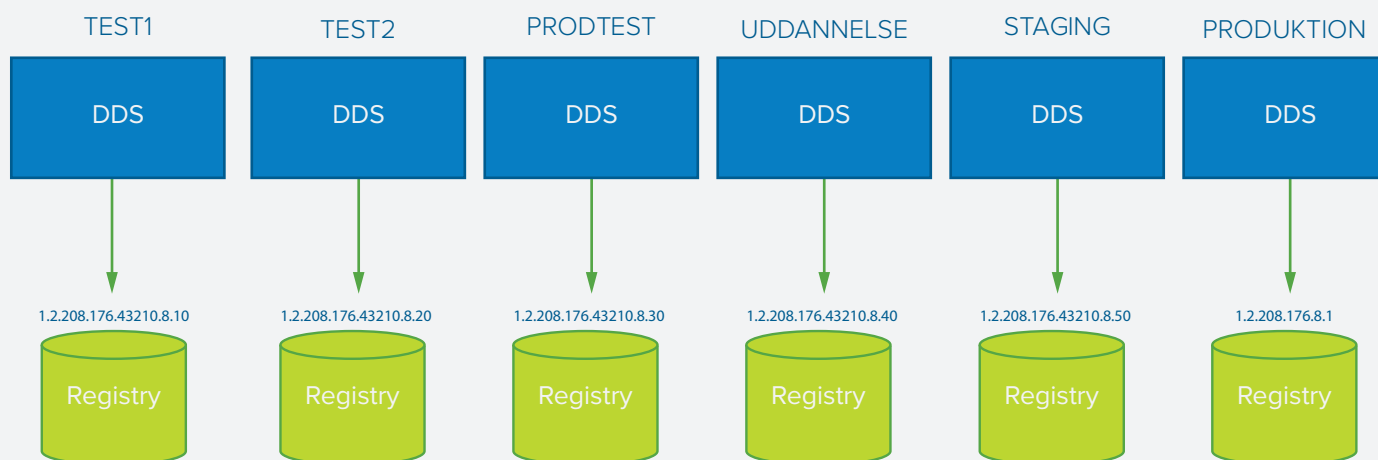 TEST1
TEST2
PRODTEST
UDDANNELSE
STAGING
PRODUKTION
DDS
DDS
DDS
DDS
DDS
DDS
1.2.208.176.43210.8.10
1.2.208.176.43210.8.20
1.2.208.176.43210.8.30
1.2.208.176.43210.8.40
1.2.208.176.43210.8.50
1.2.208.176.8.1
Registry
Registry
Registry
Registry
Registry
Registry